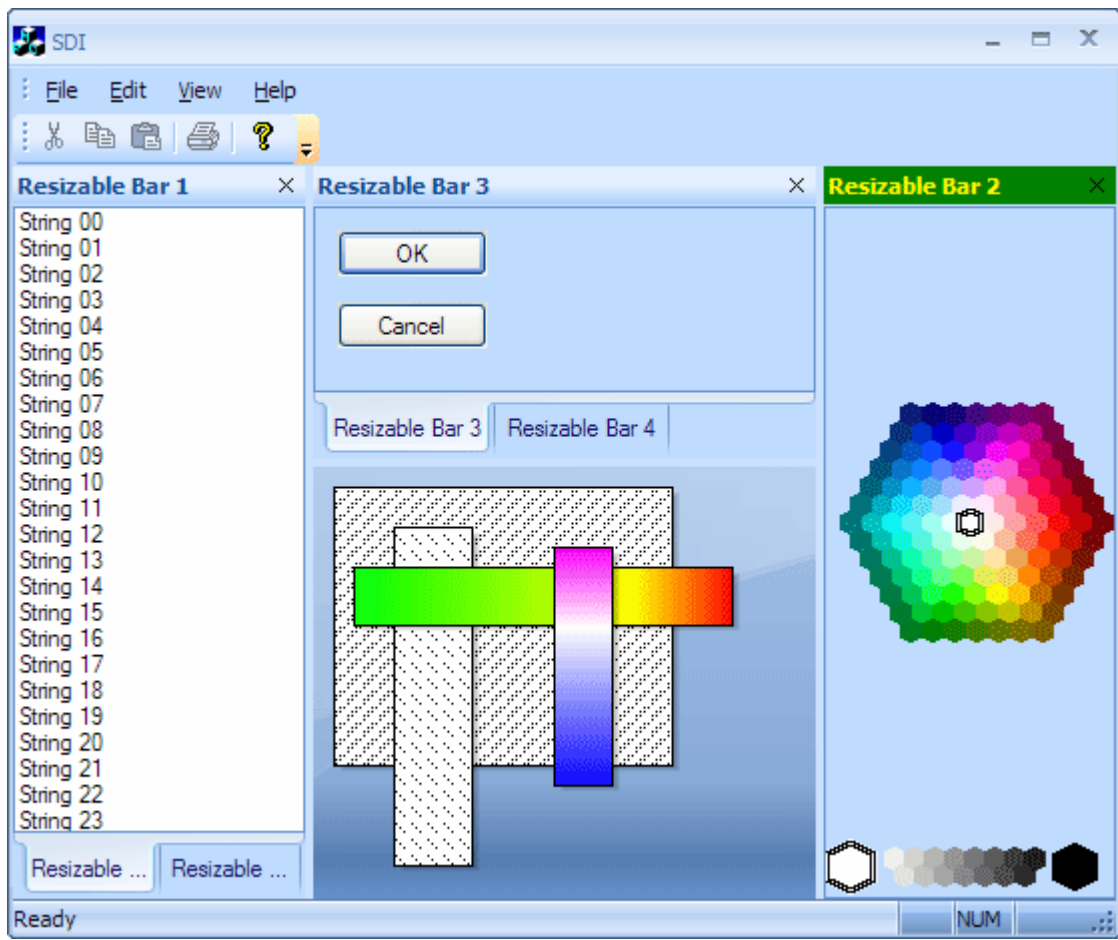 SDI
File Edit View Help
Resizable Bar 1
String 00
String 01
String 02
String 03
String 04
String 05
String 06
String 07
String 08
String 09
String 10
String 11
String 12
String 13
String 14
String 15
String 16
String 17
String 18
String 19
String 20
String 21
String 22
String 23
Resizable ... Resizable ...
Resizable Bar 3
OK
Cancel
Resizable Bar 3 Resizable Bar 4
Resizable Bar 2
Ready NUM